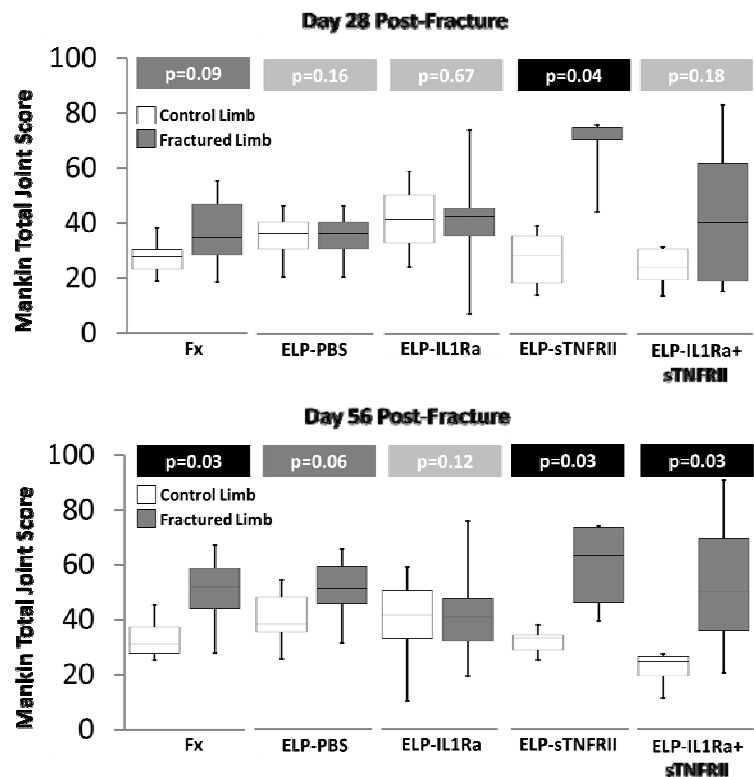 Day 28 Post-Fracture
100
80
60
40
20
0
Mankin Total Joint Score
p=0.09
p=0.16
p=0.67
p=0.04
p=0.18
Control Limb
Fractured Limb
Fx
ELP-PBS
ELP-IL1Ra
ELP-sTNFRII
ELP-IL1Ra+
sTNFRII
Day 56 Post-Fracture
100
80
60
40
20
0
Mankin Total Joint Score
p=0.03
p=0.06
p=0.12
p=0.03
p=0.03
Control Limb
Fractured Limb
Fx
ELP-PBS
ELP-IL1Ra
ELP-sTNFRII
ELP-IL1Ra+
sTNFRII